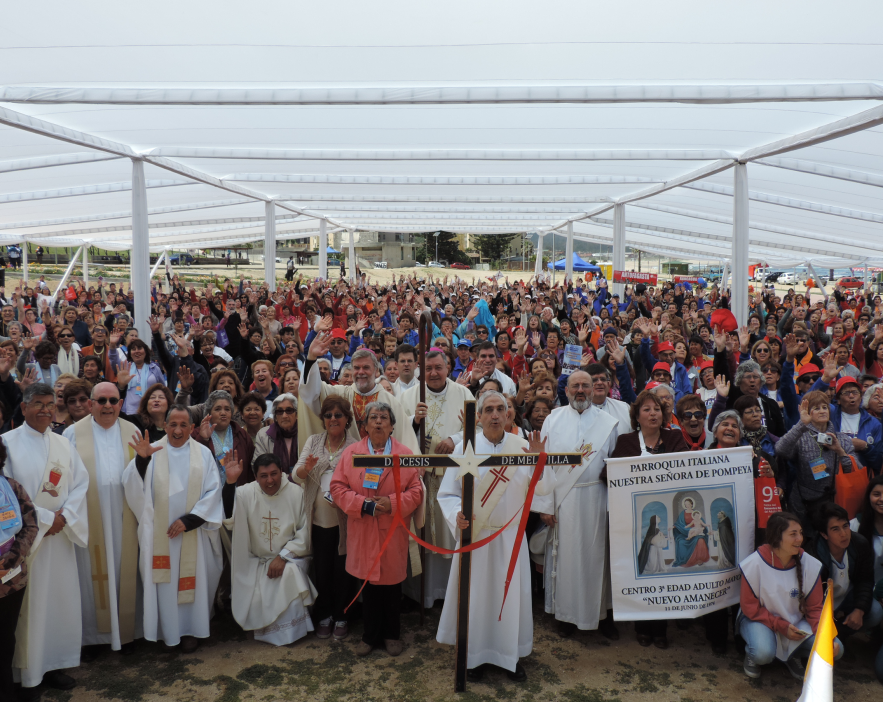 DIOCESIS DE MELIPILLA
PARROQUIA ITALIANA
NUESTRA SEÑORA DE POMPEYA
CENTRO 3ª EDAD ADULTO MAYOR
"NUEVO AMANECER"